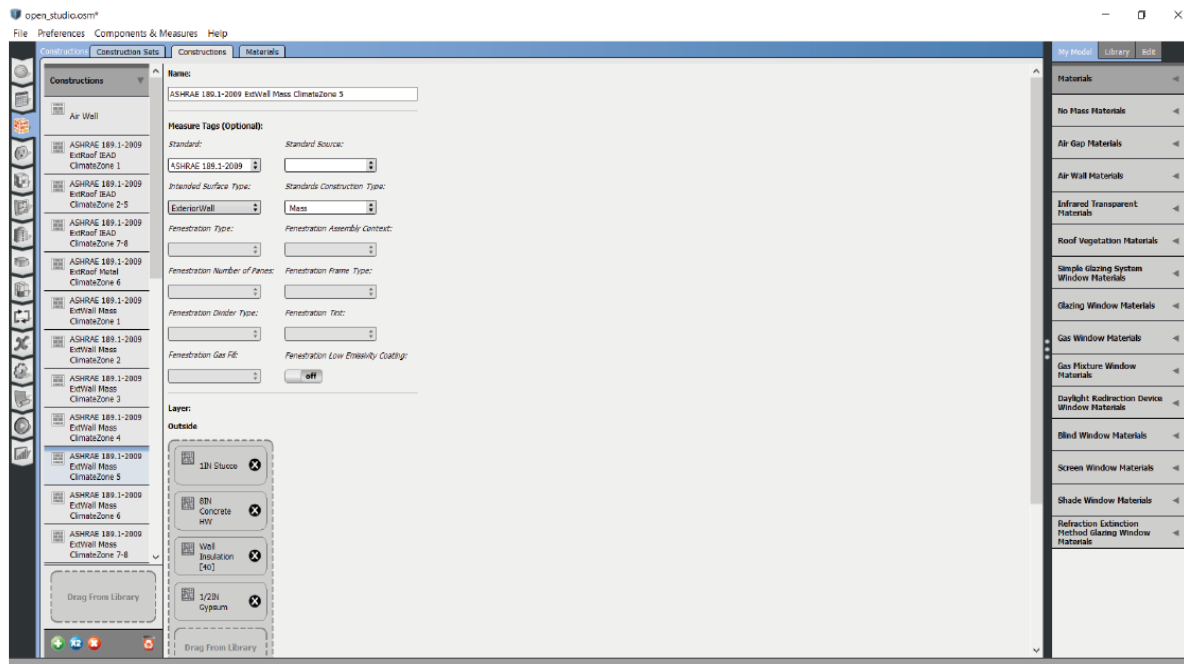 open_studio.osm*
File Preferences Components & Measures Help
Constructions Construction Sets Constructions Materials
My Model Library Edit
Constructions
Air Wall
ASHRAE 189.1-2009
ExtRoof IEAD
ClimateZone 1
ASHRAE 189.1-2009
ExtRoof IEAD
ClimateZone 2-5
ASHRAE 189.1-2009
ExtRoof IEAD
ClimateZone 7-8
ASHRAE 189.1-2009
ExtRoof Metal
ClimateZone 6
ASHRAE 189.1-2009
ExtWall Mass
ClimateZone 1
ASHRAE 189.1-2009
ExtWall Mass
ClimateZone 2
ASHRAE 189.1-2009
ExtWall Mass
ClimateZone 3
ASHRAE 189.1-2009
ExtWall Mass
ClimateZone 4
ASHRAE 189.1-2009
ExtWall Mass
ClimateZone 5
ASHRAE 189.1-2009
ExtWall Mass
ClimateZone 6
ASHRAE 189.1-2009
ExtWall Mass
ClimateZone 7-8
Drag From Library
X2
Name:
ASHRAE 189.1-2009 ExtWall Mass ClimateZone 5
Measure Tags (Optional):
Standard: Standard Source:
ASHRAE 189.1-2009
Intended Surface Type: Standards Construction Type:
ExteriorWall Mass
Fenestration Type: Fenestration Assembly Context:
Fenestration Number of Panes: Fenestration Frame Type:
Fenestration Divider Type: Fenestration Tint:
Fenestration Gas Fill: Fenestration Low Emissivity Coating:
off
Layer:
Outside
1IN Stucco
8IN
Concrete
HW
Wall
Insulation
[40]
1/2IN
Gypsum
Drag From Library
Materials
No Mass Materials
Air Gap Materials
Air Wall Materials
Infrared Transparent
Materials
Roof Vegetation Materials
Simple Glazing System
Window Materials
Glazing Window Materials
Gas Window Materials
Gas Mixture Window
Materials
Daylight Redirection Device
Window Materials
Blind Window Materials
Screen Window Materials
Shade Window Materials
Refraction Extinction
Method Glazing Window
Materials